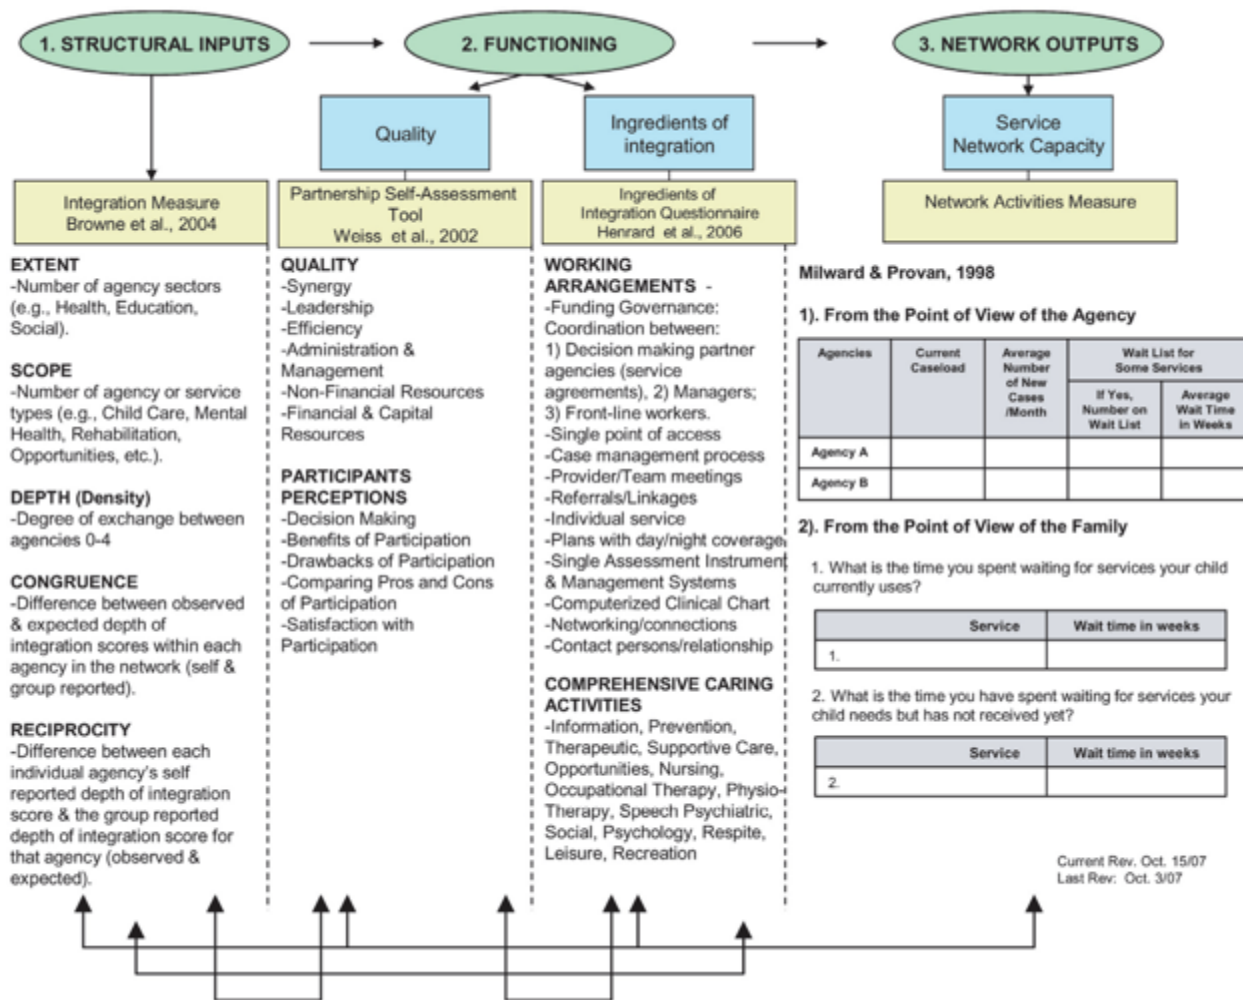 1. STRUCTURAL INPUTS
2. FUNCTIONING
3. NETWORK OUTPUTS
Quality
Ingredients of
integration
Service
Network Capacity
Integration Measure
Browne et al., 2004
Partnership Self-Assessment
Tool
Weiss et al., 2002
Ingredients of
Integration Questionnaire
Henrard et al., 2006
Network Activities Measure
EXTENT
-Number of agency sectors
(e.g., Health, Education,
Social).
SCOPE
-Number of agency or service
types (e.g., Child Care, Mental
Health, Rehabilitation,
Opportunities, etc.).
DEPTH (Density)
-Degree of exchange between
agencies 0-4
CONGRUENCE
-Difference between observed
& expected depth of
integration scores within each
agency in the network (self &
group reported).
RECIPROCITY
-Difference between each
individual agency's self
reported depth of integration
score & the group reported
depth of integration score for
that agency (observed &
expected).
QUALITY
-Synergy
-Leadership
-Efficiency
-Administration &
Management
-Non-Financial Resources
-Financial & Capital
Resources
PARTICIPANTS
PERCEPTIONS
-Decision Making
-Benefits of Participation
-Drawbacks of Participation
-Comparing Pros and Cons
of Participation
-Satisfaction with
Participation
WORKING
ARRANGEMENTS -
-Funding Governance:
Coordination between:
1) Decision making partner
agencies (service
agreements), 2) Managers;
3) Front-line workers.
-Single point of access
-Case management process
-Provider/Team meetings
-Referrals/Linkages
-Individual service
-Plans with day/night coverage
-Single Assessment Instrument
& Management Systems
-Computerized Clinical Chart
-Networking/connections
-Contact persons/relationship
COMPREHENSIVE CARING
ACTIVITIES
-Information, Prevention,
Therapeutic, Supportive Care,
Opportunities, Nursing,
Occupational Therapy, Physio-
Therapy, Speech Psychiatric,
Social, Psychology, Respite,
Leisure, Recreation
Milward & Provan, 1998
1). From the Point of View of the Agency
Agencies
Current
Caseload
Average
Number
of New
Cases
/Month
Wait List for
Some Services
If Yes,
Number on
Wait List
Average
Wait Time
in Weeks
Agency A
Agency B
2). From the Point of View of the Family
1. What is the time you spent waiting for services your child
currently uses?
Service Wait time in weeks
1.
2. What is the time you have spent waiting for services your
child needs but has not received yet?
Service Wait time in weeks
2.
Current Rev. Oct. 15/07
Last Rev: Oct. 3/07